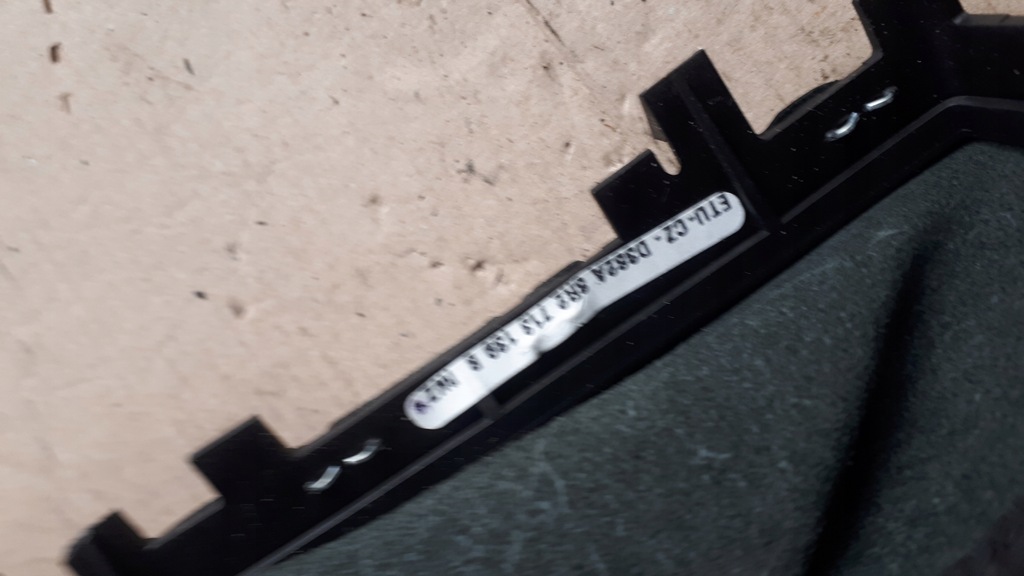 ETU-CZ- D382A 8R2 713 139 B